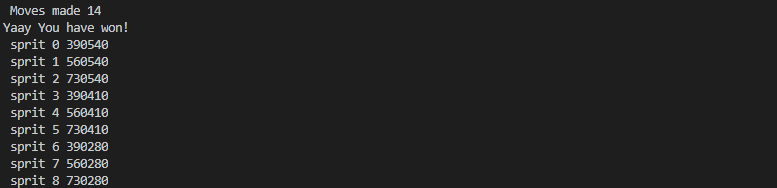 Moves made 14
Yaay You have won!
sprit 0 390540
sprit 1 560540
sprit 2 730540
sprit 3 390410
sprit 4 560410
sprit 5 730410
sprit 6 390280
sprit 7 560280
sprit 8 730280